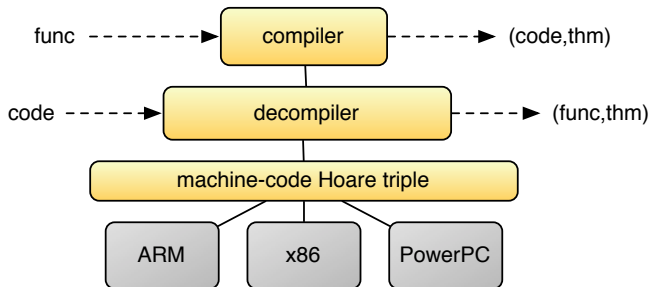 func compiler (code,thm)
code decompiler (func,thm)
machine-code Hoare triple
ARM x86 PowerPC